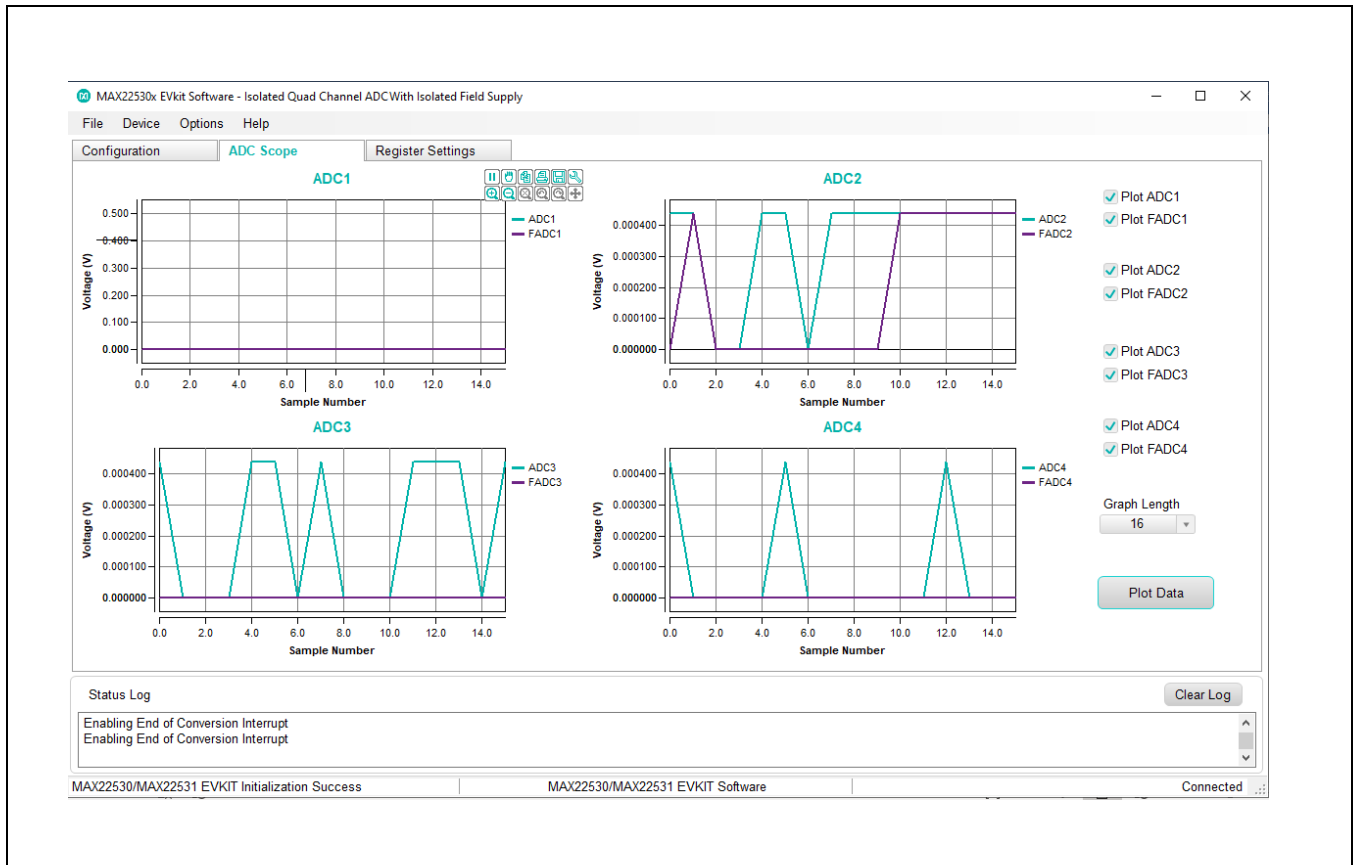 MAX22530x EVkit Software - Isolated Quad Channel ADCWith Isolated Field Supply
File Device Options Help
Configuration ADC Scope Register Settings
ADC1
0.500
0.400
0.300
0.200
0.100
0.000
Voltage (V)
0.0 2.0 4.0 6.0 8.0 10.0 12.0 14.0
Sample Number
ADC1
FADC1
ADC2
0.000400
0.000300
0.000200
0.000100
0.000000
Voltage (V)
0.0 2.0 4.0 6.0 8.0 10.0 12.0 14.0
Sample Number
ADC2
FADC2
Plot ADC1
Plot FADC1
Plot ADC2
Plot FADC2
Plot ADC3
Plot FADC3
Plot ADC4
Plot FADC4
Graph Length
16
Plot Data
ADC3
0.000400
0.000300
0.000200
0.000100
0.000000
Voltage (V)
0.0 2.0 4.0 6.0 8.0 10.0 12.0 14.0
Sample Number
ADC3
FADC3
ADC4
0.000400
0.000300
0.000200
0.000100
0.000000
Voltage (V)
0.0 2.0 4.0 6.0 8.0 10.0 12.0 14.0
Sample Number
ADC4
FADC4
Status Log
Clear Log
Enabling End of Conversion Interrupt
Enabling End of Conversion Interrupt
MAX22530/MAX22531 EVKIT Initialization Success
MAX22530/MAX22531 EVKIT Software
Connected